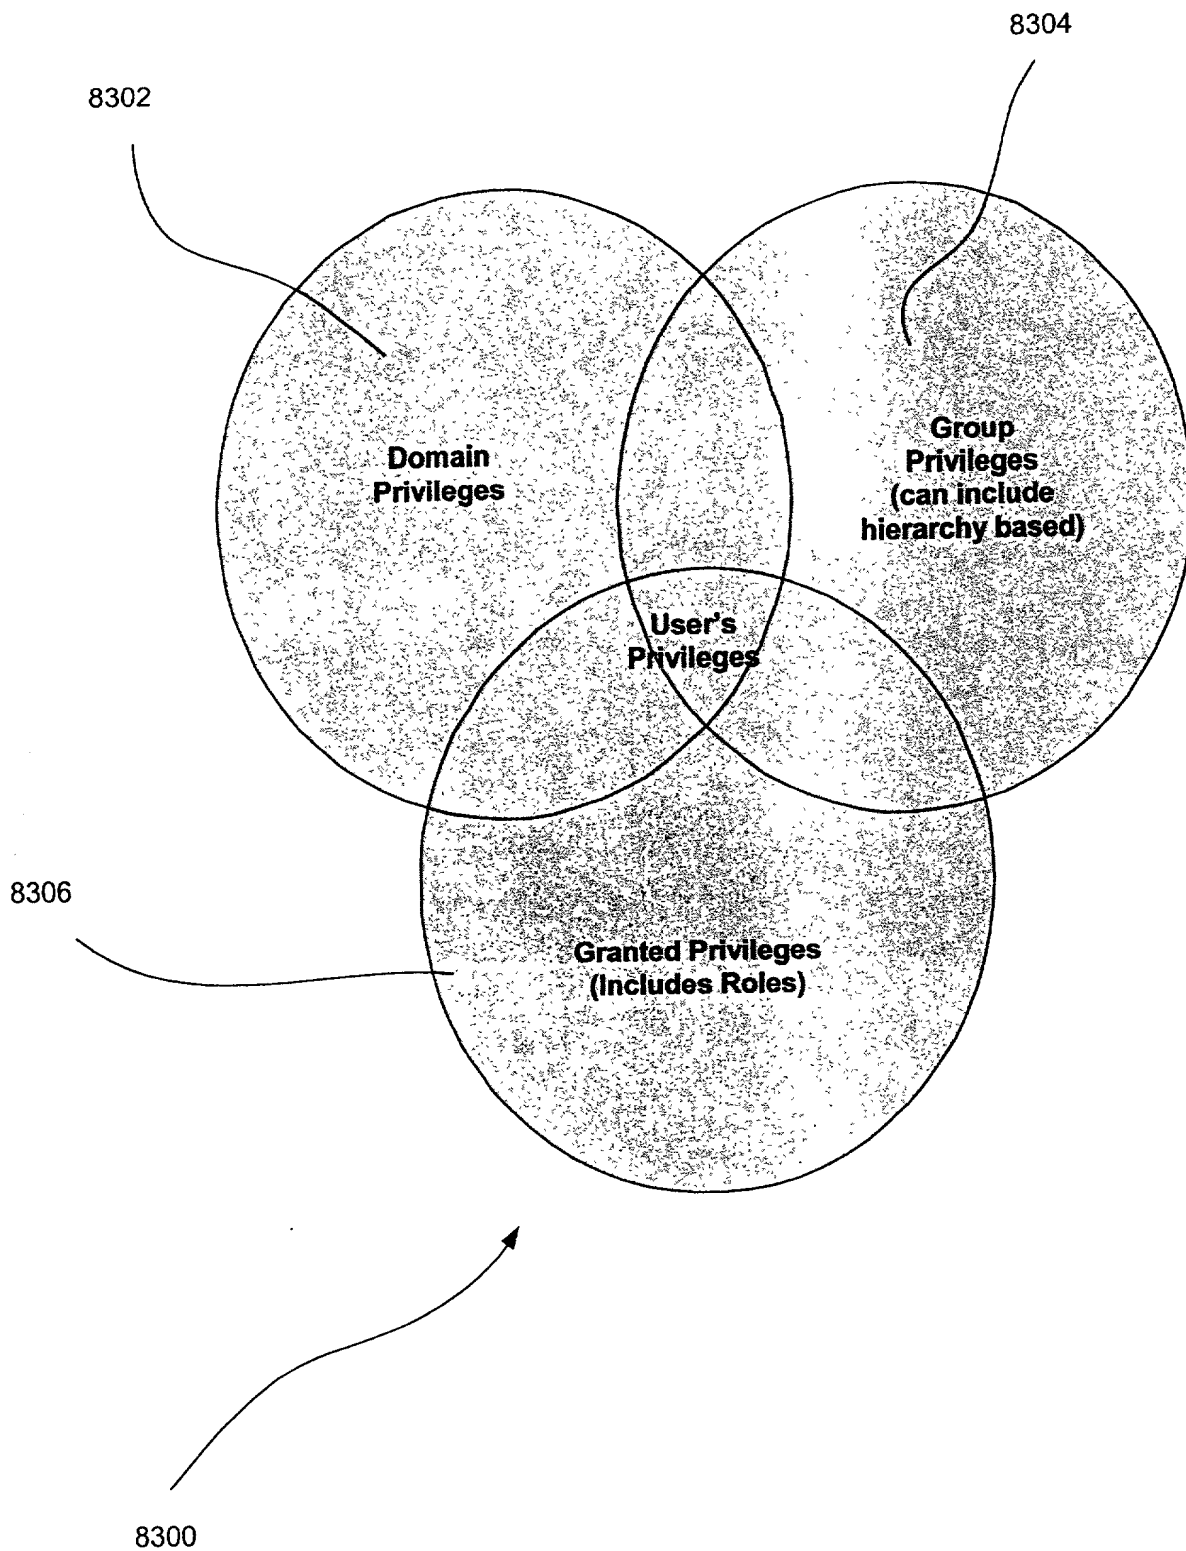 8304
8302
Domain
Privileges
Group
Privileges
(can include
hierarchy based)
User's
Privileges
8306
Granted Privileges
(Includes Roles)
8300